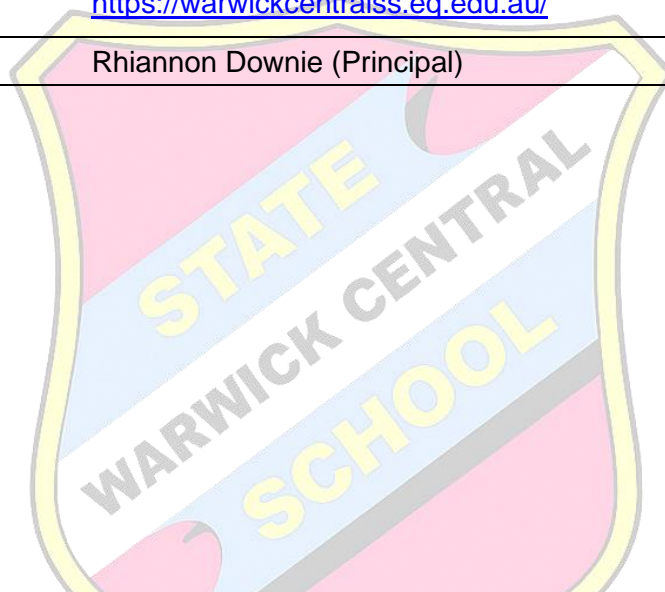 https://warwickcentralss.eq.edu.au/
Rhiannon Downie (Principal)
STATE
WARWICK CENTRAL
SCHOOL